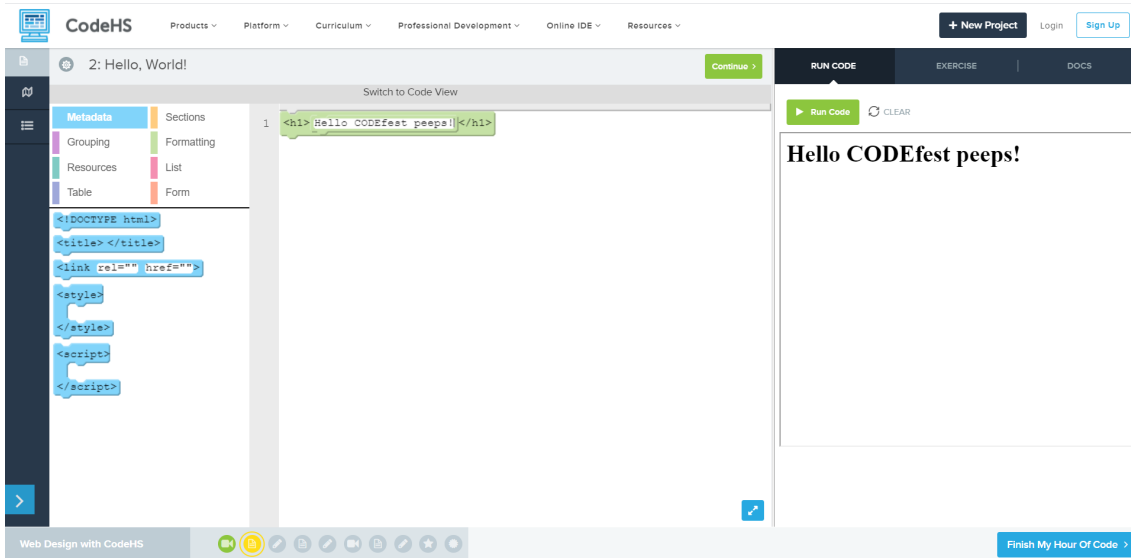 CodeHS
Products Platform Curriculum Professional Development Online IDE Resources
+ New Project Login Sign Up
2: Hello, World!
Continue >
RUN CODE EXERCISE | DOCS
Switch to Code View
Metadata Sections
Grouping Formatting
Resources List
Table Form
<!DOCTYPE html>
<title></title>
<link rel="" href="">
<style>
</style>
<script>
</script>
1 <h1> Hello CODEfest peeps! </h1>
Run Code CLEAR
Hello CODEfest peeps!
Web Design with CodeHS
Finish My Hour Of Code >